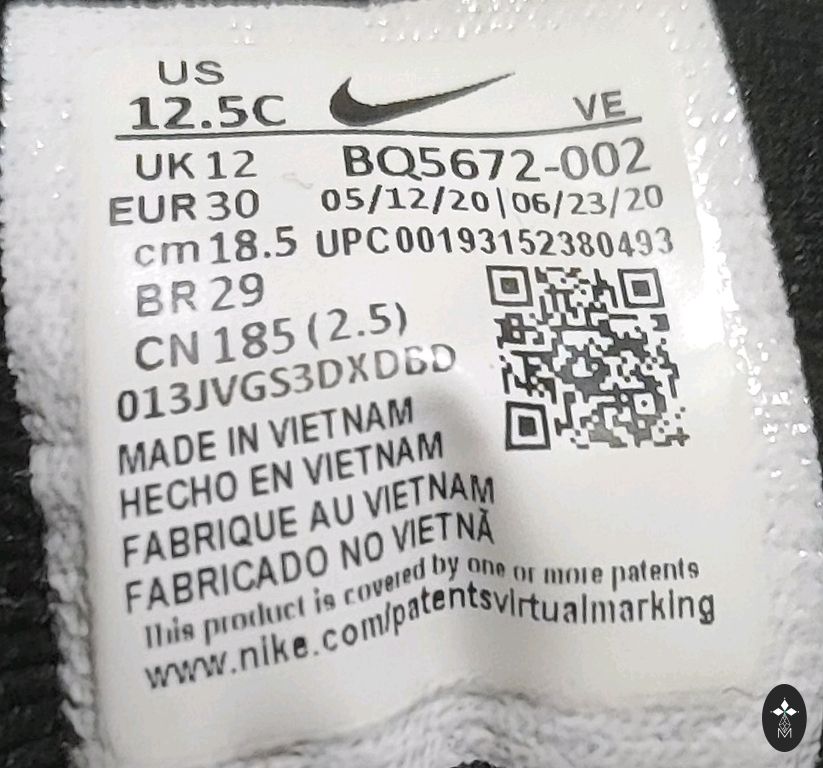 US
12.5C VE
UK 12 BQ5672-002
EUR 30 05/12/20|06/23/20
cm 18.5 UPC00193152380493
BR 29
CN 185 (2.5)
013JVGS3DXDBD
MADE IN VIETNAM
HECHO EN VIETNAM
FABRIQUE AU VIETNAM
FABRICADO NO VIETNÃ
This product is covered by one or more patents
www.nike.com/patentsvirtualmarking
M